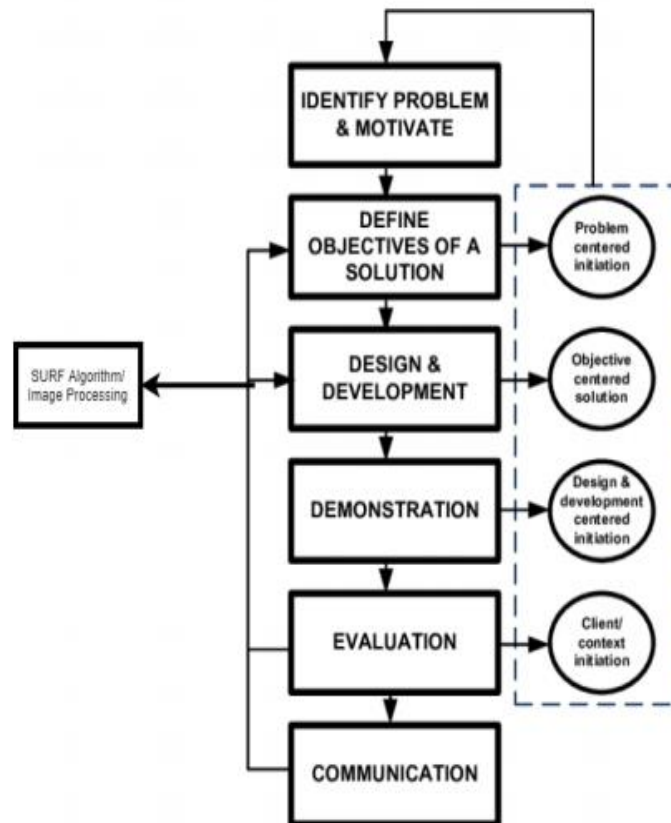 IDENTIFY PROBLEM
& MOTIVATE
DEFINE
OBJECTIVES OF A
SOLUTION
Problem
centered
initiation
SURF Algorithm/
Image Processing
DESIGN &
DEVELOPMENT
Objective
centered
solution
DEMONSTRATION
Design &
development
centered
initiation
EVALUATION
Client/
context
initiation
COMMUNICATION